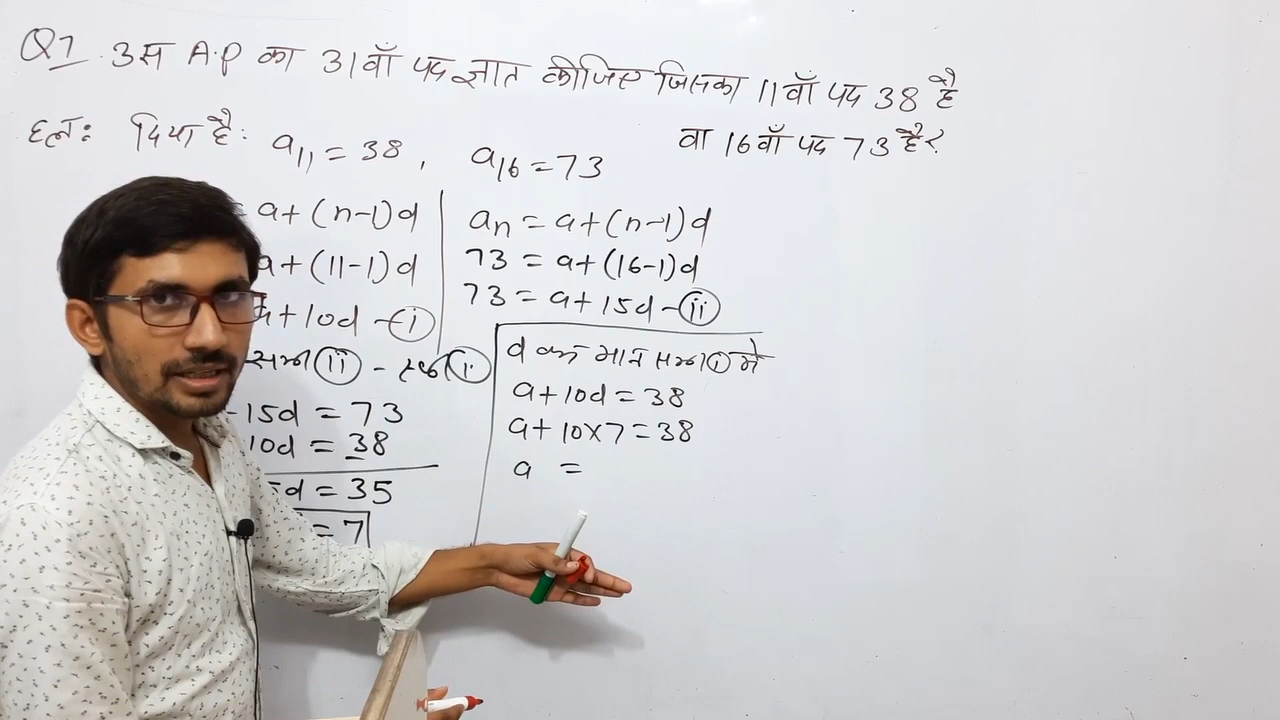 Q7 उस A.P का 31वाँ पद ज्ञात कीजिए जिसका 11वाँ पद 38 है
वा 16वाँ पद 73 है?
हल: दिया है: a11 = 38, a16 = 73
= a+(n-1)d
a+(11-1)d
a+10d - (i)
समी (ii) - समी (i)
-15d = 73
10d = 38
5d = 35
= 7
an = a+(n-1)d
73 = a+(16-1)d
73 = a+15d - (ii)
d का मान समी (i) में
a+10d = 38
a+10×7 = 38
a =